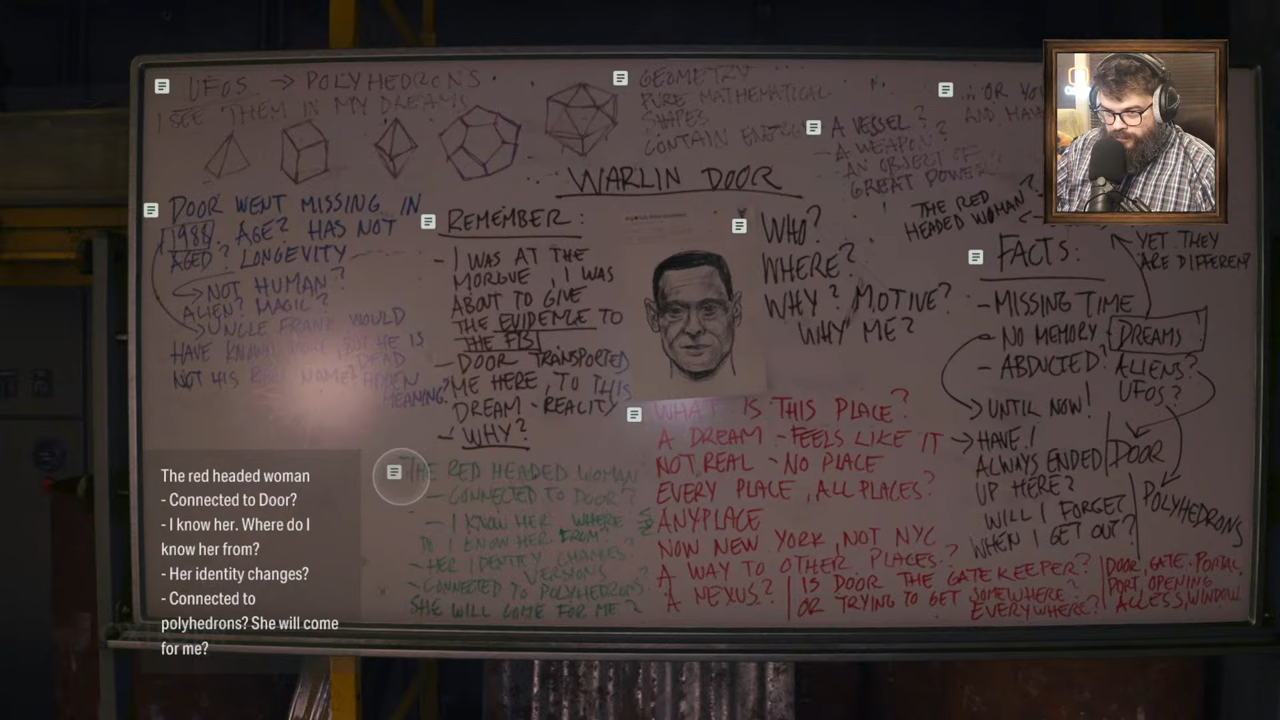 UFOS → POLYHEDRONS
I SEE THEM IN MY DREAMS
GEOMETRY
PURE MATHEMATICAL
SHAPES
CONTAIN ENERGY
A VESSEL?
- A WEAPON?
- AN OBJECT OF
GREAT POWER
... OR YOU
AND
WARLIN DOOR
THE RED
HEADED WOMAN?
DOOR WENT MISSING IN
1988. AGE? HAS NOT
AGED? LONGEVITY
NOT HUMAN?
ALIEN? MAGIC?
UNCLE FRANK WOULD
HAVE KNOWN BUT HE IS
DEAD
NOT HIS REAL NAME? HIDDEN
MEANING?
REMEMBER:
- I WAS AT THE
MORGUE, I WAS
ABOUT TO GIVE
THE EVIDENCE TO
THE FBI
- DOOR TRANSPORTED
ME HERE, TO THIS
DREAM-REALITY
- WHY?
WHO?
WHERE?
WHY? MOTIVE?
WHY ME?
FACTS:
- MISSING TIME
- NO MEMORY
- ABDUCTED?
UNTIL NOW!
HAVE I
ALWAYS ENDED
UP HERE?
WILL I FORGET
WHEN I GET OUT?
YET THEY
ARE DIFFERENT
DREAMS
ALIENS?
UFOS?
DOOR
POLYHEDRONS
WHAT IS THIS PLACE?
A DREAM - FEELS LIKE IT
NOT REAL - NO PLACE
EVERY PLACE, ALL PLACES?
ANYPLACE
NOW NEW YORK, NOT NYC
A WAY TO OTHER PLACES?
A NEXUS?
IS DOOR THE GATEKEEPER?
OR TRYING TO GET SOMEWHERE?
EVERYWHERE?
DOOR, GATE, PORTAL,
PORT, OPENING
ACCESS, WINDOW
THE RED HEADED WOMAN
- CONNECTED TO DOOR?
- I KNOW HER. WHERE
DO I KNOW HER FROM?
- HER IDENTITY CHANGES?
VERSIONS
- CONNECTED TO POLYHEDRONS?
SHE WILL COME FOR ME?
The red headed woman
- Connected to Door?
- I know her. Where do I
know her from?
- Her identity changes?
- Connected to
polyhedrons? She will come
for me?